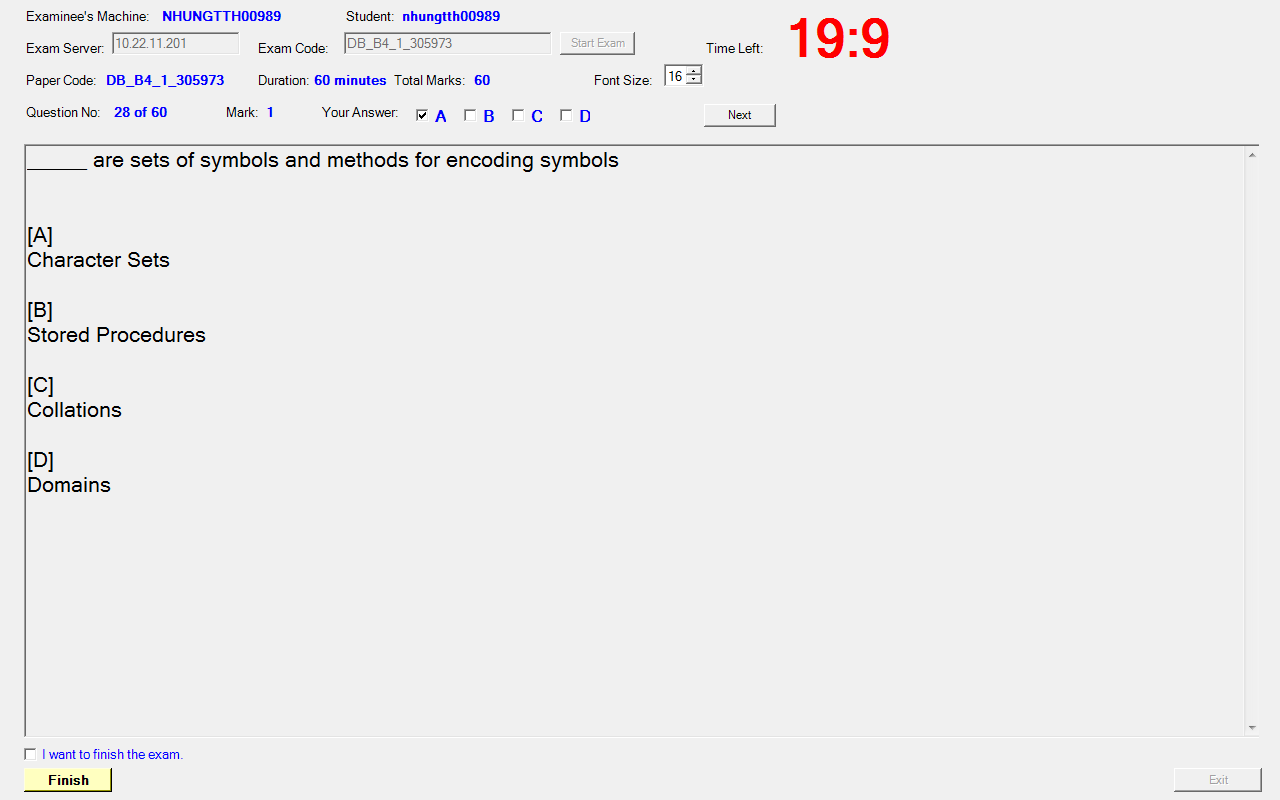 Examinee's Machine: NHUNGTTH00989 Student: nhungtth00989
Exam Server: 10.22.11.201 Exam Code: DB_B4_1_305973 Start Exam Time Left: 19:9
Paper Code: DB_B4_1_305973 Duration: 60 minutes Total Marks: 60 Font Size: 16
Question No: 28 of 60 Mark: 1 Your Answer: A B C D Next
_____ are sets of symbols and methods for encoding symbols
[A]
Character Sets
[B]
Stored Procedures
[C]
Collations
[D]
Domains
I want to finish the exam.
Finish Exit